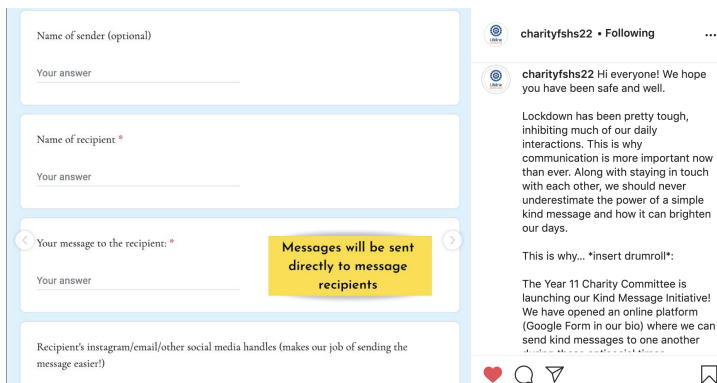 Name of sender (optional)
Your answer
Name of recipient *
Your answer
Your message to the recipient: *
Your answer
Messages will be sent
directly to message
recipients
Recipient's instagram/email/other social media handles (makes our job of sending the
message easier!)
charityfshs22 • Following
charityfshs22 Hi everyone! We hope
you have been safe and well.
Lockdown has been pretty tough,
inhibiting much of our daily
interactions. This is why
communication is more important now
than ever. Along with staying in touch
with each other, we should never
underestimate the power of a simple
kind message and how it can brighten
our days.
This is why... *insert drumroll*:
The Year 11 Charity Committee is
launching our Kind Message Initiative!
We have opened an online platform
(Google Form in our bio) where we can
send kind messages to one another
during these antisocial times